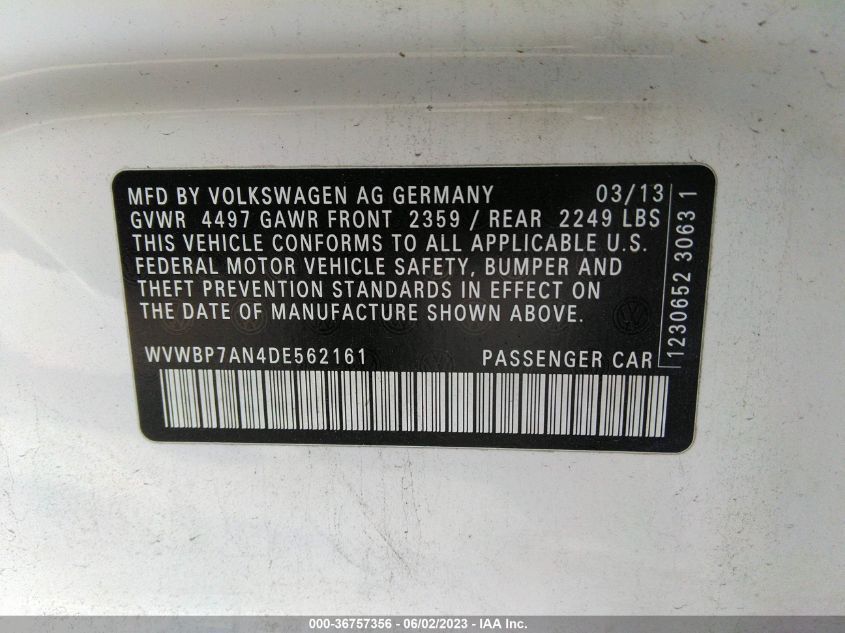 MFD BY VOLKSWAGEN AG GERMANY 03/13
GVWR 4497 GAWR FRONT 2359 / REAR 2249 LBS
THIS VEHICLE CONFORMS TO ALL APPLICABLE U.S.
FEDERAL MOTOR VEHICLE SAFETY, BUMPER AND
THEFT PREVENTION STANDARDS IN EFFECT ON
THE DATE OF MANUFACTURE SHOWN ABOVE.
WVWBP7AN4DE562161 PASSENGER CAR
1230652 3063 1
000-36757356 - 06/02/2023 - IAA Inc.